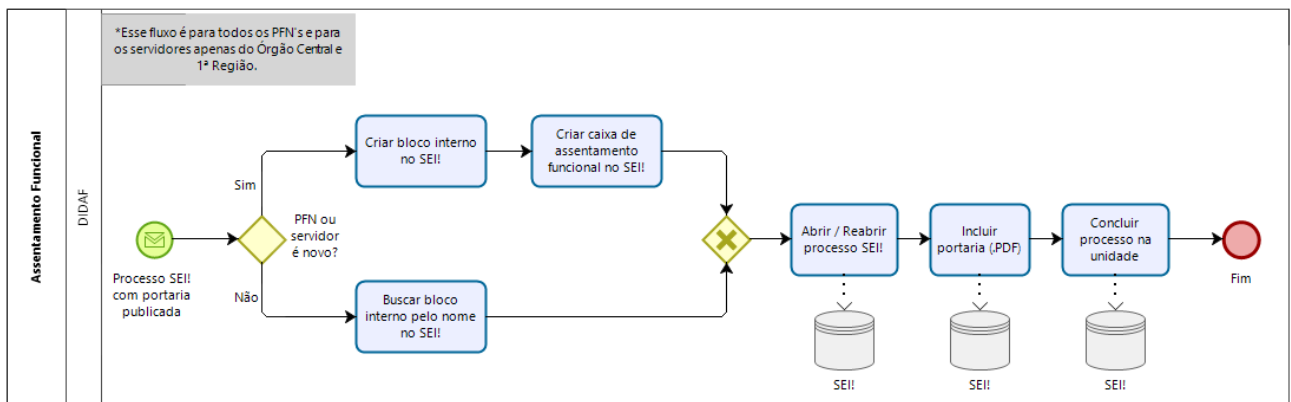 Assentamento Funcional
DIDAF
*Esse fluxo é para todos os PFN's e para
os servidores apenas do Órgão Central e
1ª Região.
Processo SEI!
com portaria
publicada
PFN ou
servidor
é novo?
Sim
Não
Criar bloco interno
no SEI!
Criar caixa de
assentamento
funcional no SEI!
Buscar bloco
interno pelo nome
no SEI!
Abrir / Reabrir
processo SEI!
Incluir
portaria (.PDF)
Concluir
processo na
unidade
Fim
SEI!
SEI!
SEI!